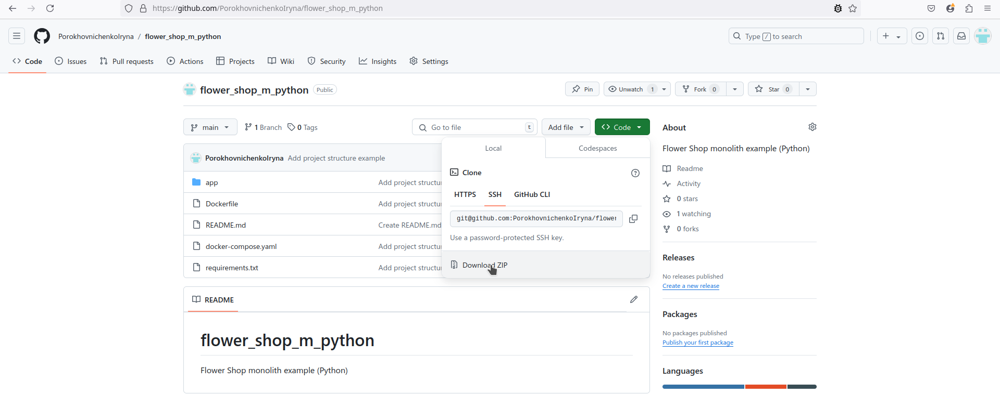 https://github.com/PorokhovnichenkoIryna/flower_shop_m_python
PorokhovnichenkoIryna / flower_shop_m_python
Type / to search
Code Issues Pull requests Actions Projects Wiki Security Insights Settings
flower_shop_m_python Public
Pin Unwatch 1 Fork 0 Star 0
main 1 Branch 0 Tags Go to file t Add file Code
PorokhovnichenkoIryna Add project structure example
app Add project structu
Dockerfile Add project structu
README.md Create README.md
docker-compose.yaml Add project structu
requirements.txt Add project structu
Local Codespaces
Clone
HTTPS SSH GitHub CLI
git@github.com:PorokhovnichenkoIryna/flower
Use a password-protected SSH key.
Download ZIP
README
flower_shop_m_python
Flower Shop monolith example (Python)
About
Flower Shop monolith example (Python)
Readme
Activity
0 stars
1 watching
0 forks
Releases
No releases published
Create a new release
Packages
No packages published
Publish your first package
Languages